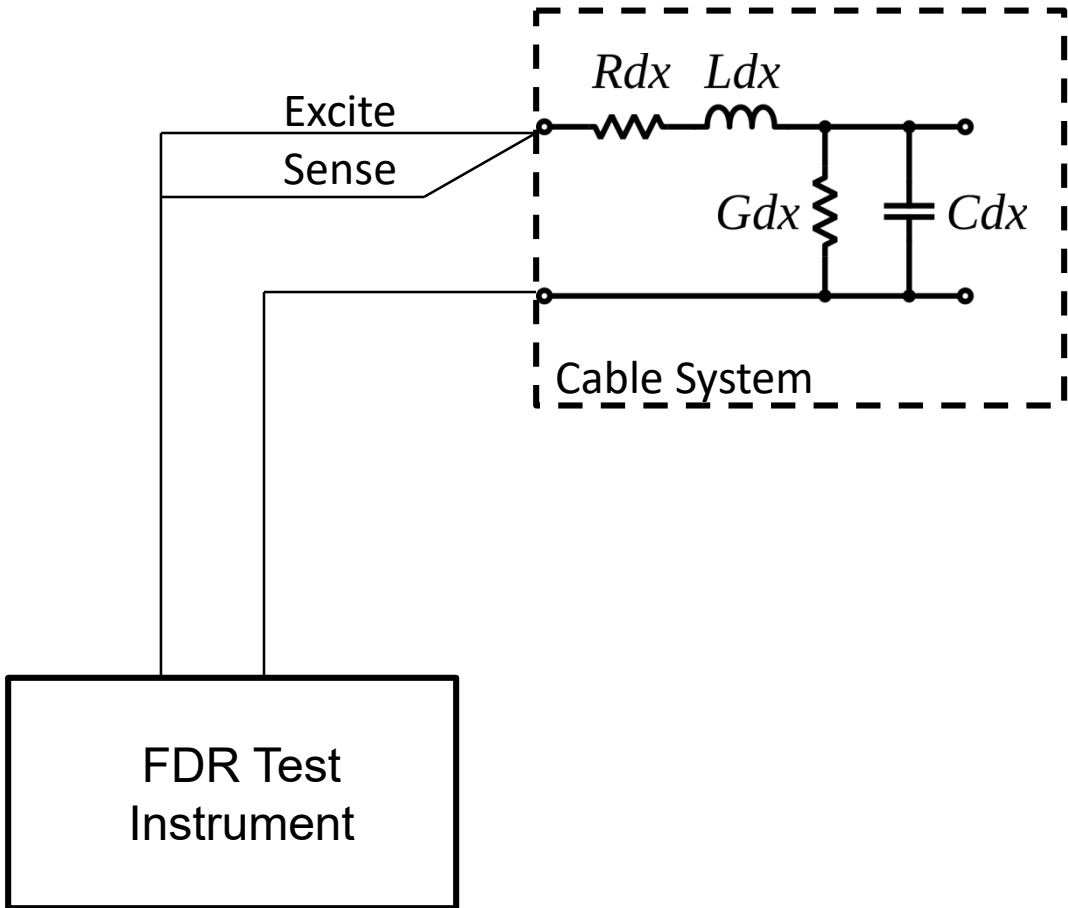 Rdx Ldx
Excite
Sense
Gdx Cdx
Cable System
FDR Test
Instrument